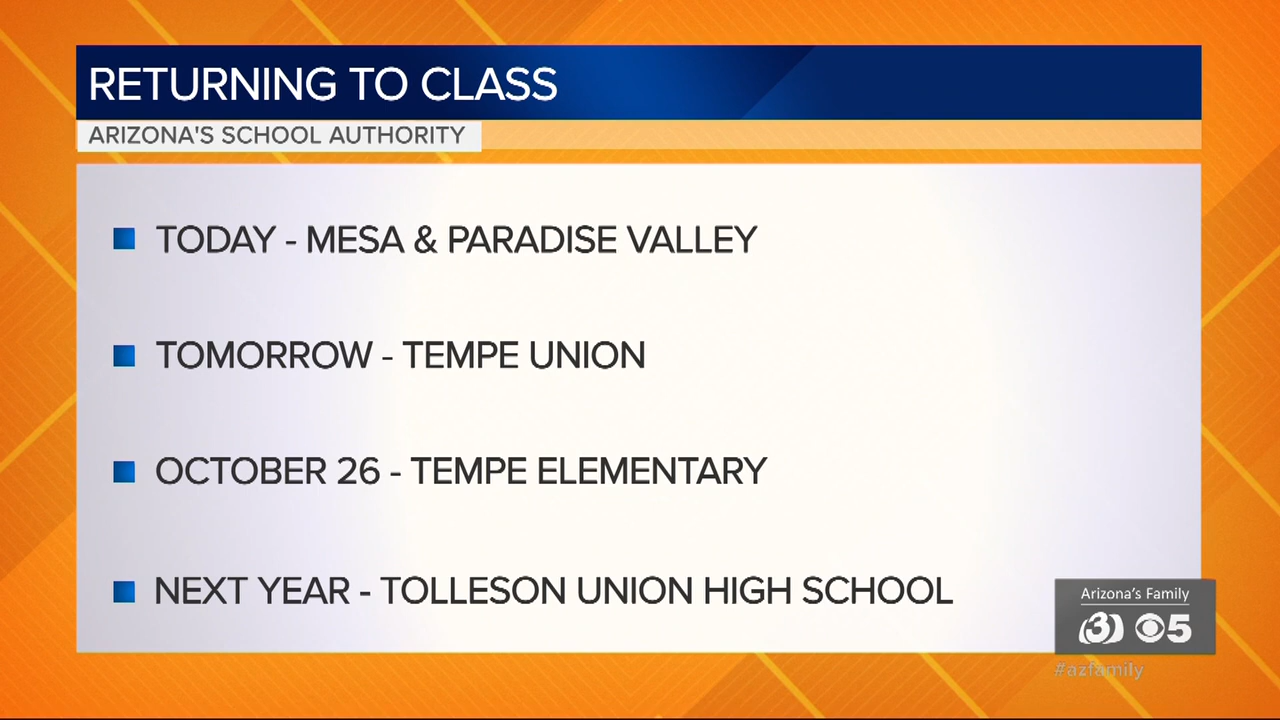 RETURNING TO CLASS
ARIZONA'S SCHOOL AUTHORITY
TODAY - MESA & PARADISE VALLEY
TOMORROW - TEMPE UNION
OCTOBER 26 - TEMPE ELEMENTARY
NEXT YEAR - TOLLESON UNION HIGH SCHOOL
Arizona's Family
3 5
#azfamily